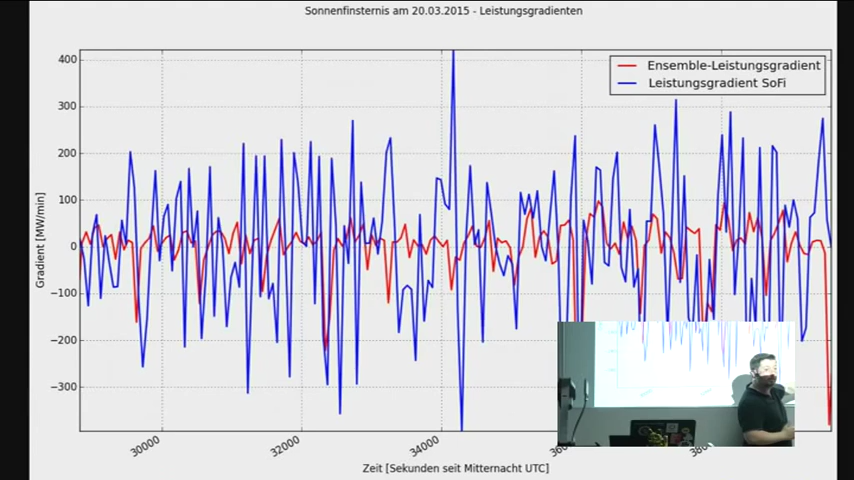 Sonnenfinsternis am 20.03.2015 - Leistungsgradienten
Ensemble-Leistungsgradient
Leistungsgradient SoFi
400
300
200
100
0
−100
−200
−300
Gradient [MW/min]
30000
32000
34000
Zeit [Sekunden seit Mitternacht UTC]